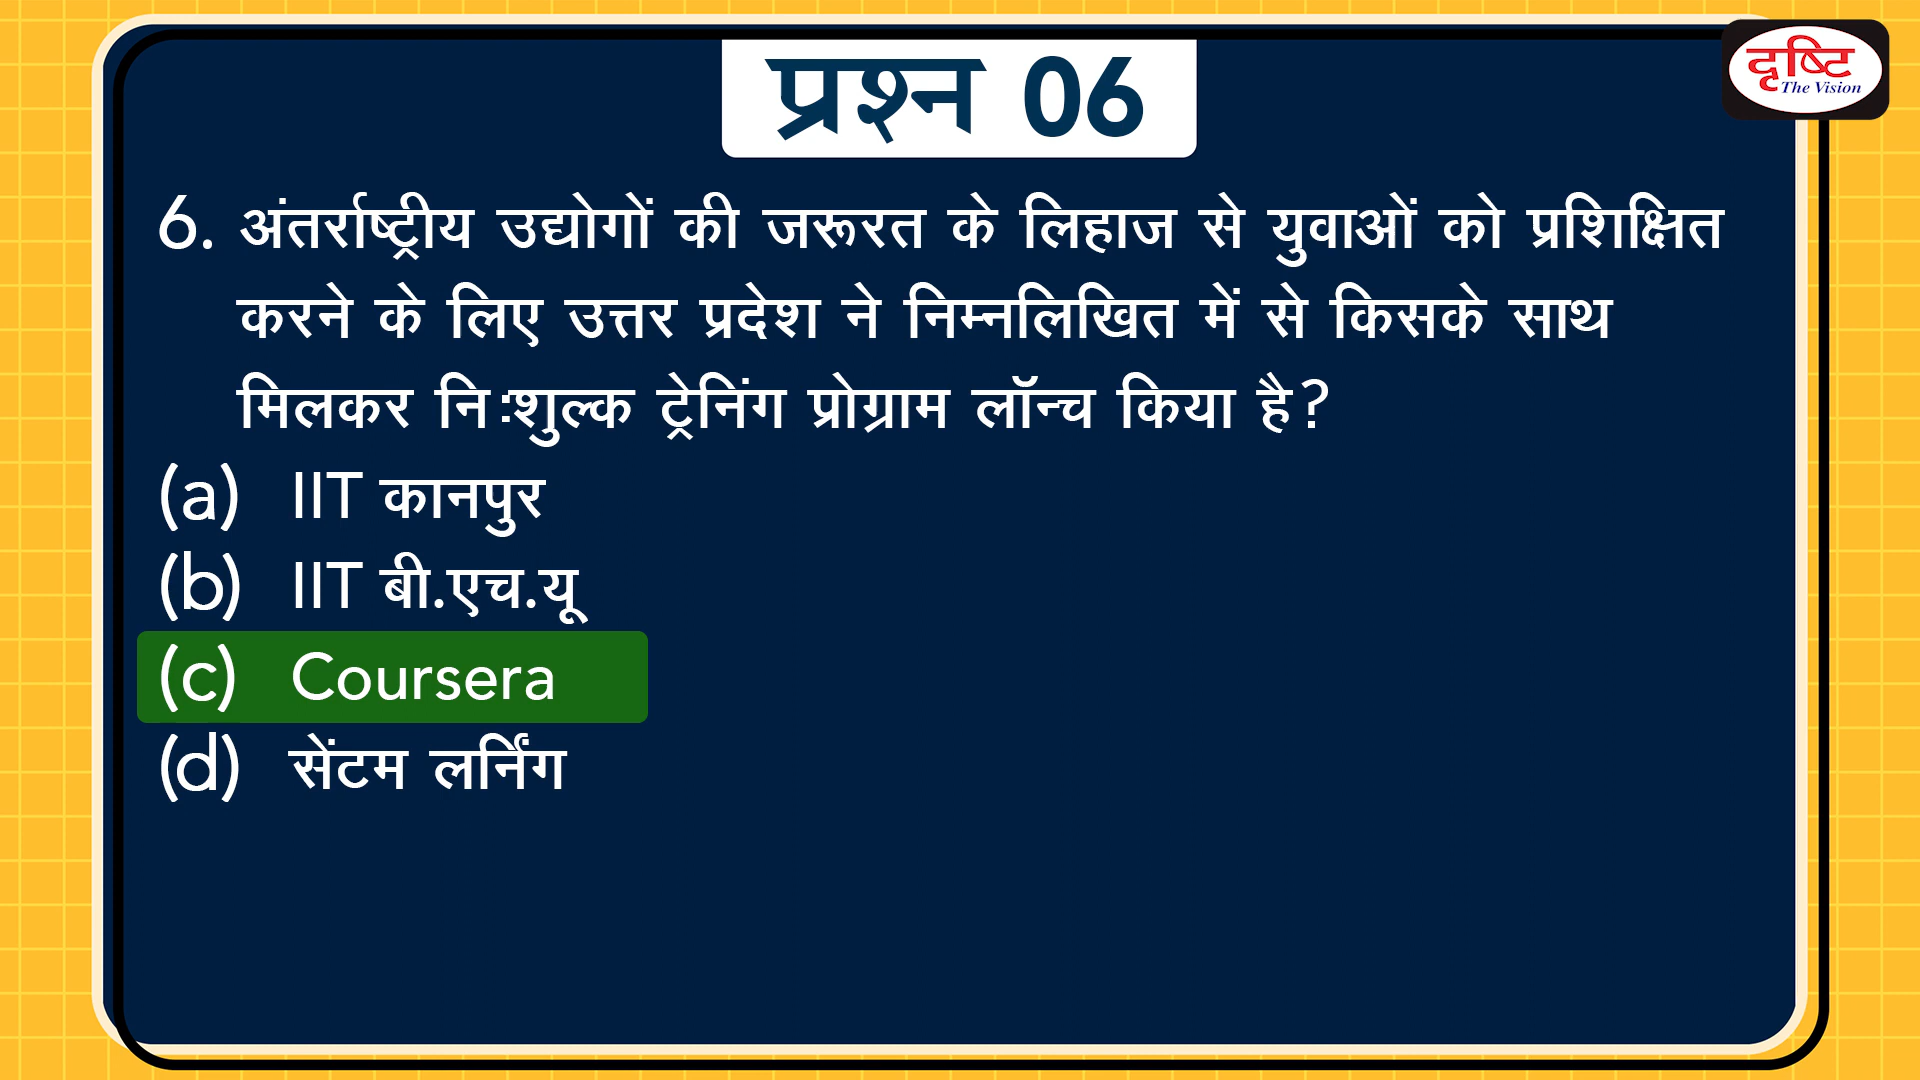 प्रश्न 06
दृष्टि
The Vision
6. अंतर्राष्ट्रीय उद्योगों की जरूरत के लिहाज से युवाओं को प्रशिक्षित
करने के लिए उत्तर प्रदेश ने निम्नलिखित में से किसके साथ
मिलकर निःशुल्क ट्रेनिंग प्रोग्राम लॉन्च किया है?
(a) IIT कानपुर
(b) IIT बी.एच.यू
(c) Coursera
(d) सेंटम लर्निंग